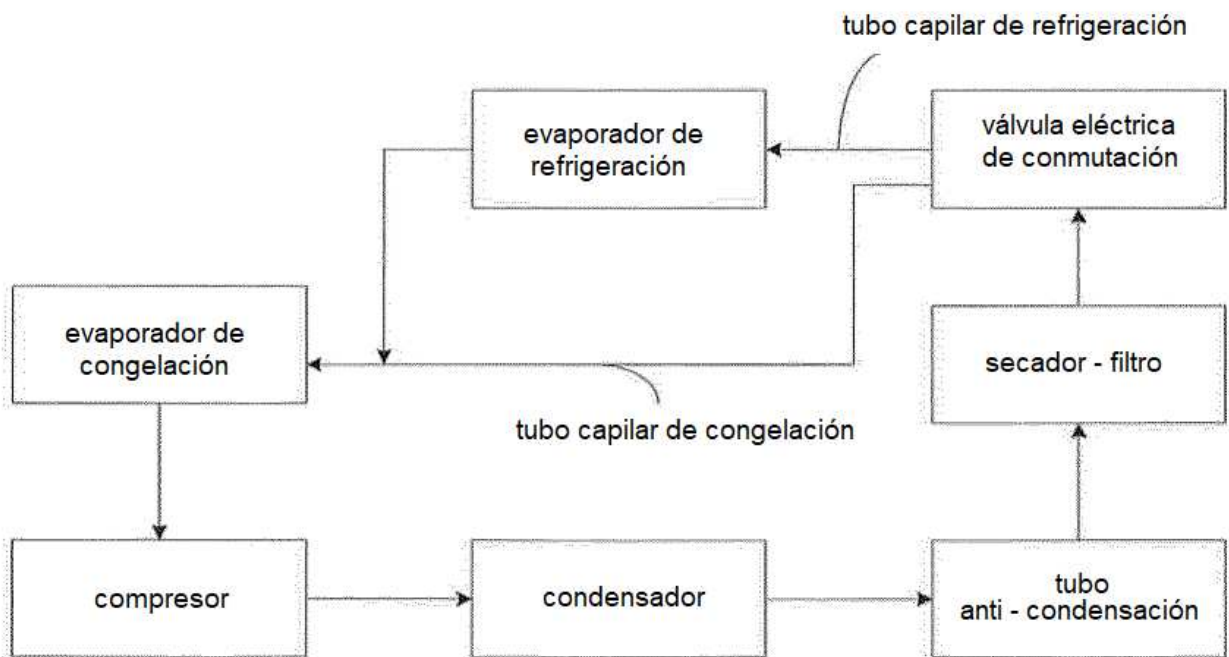 tubo capilar de refrigeración
evaporador de
refrigeración
válvula eléctrica
de conmutación
evaporador de
congelación
secador - filtro
tubo capilar de congelación
compresor
condensador
tubo
anti - condensación